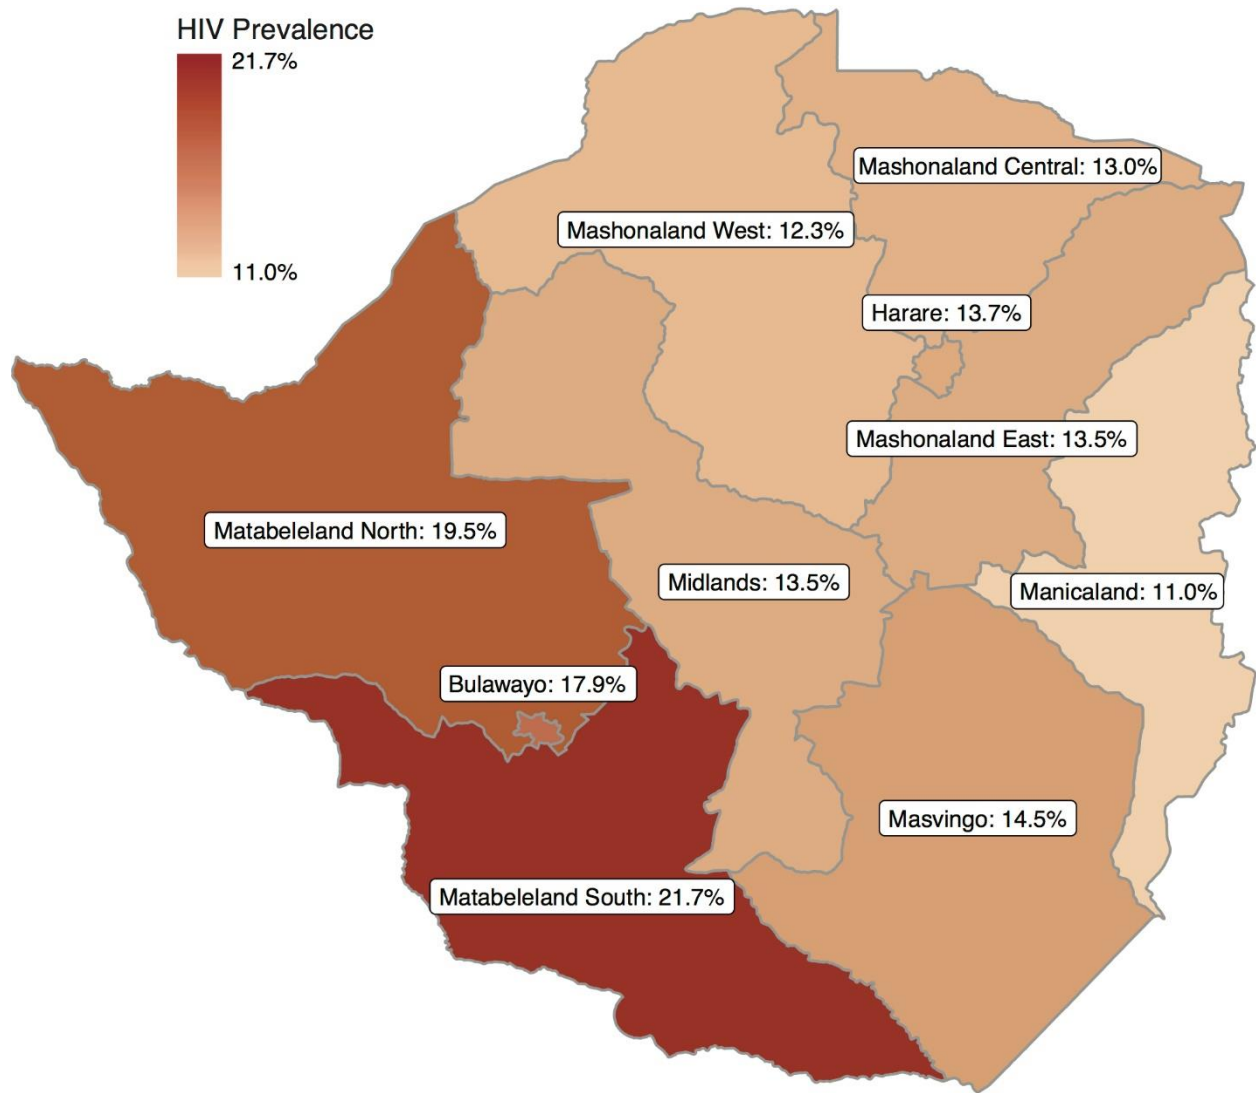 HIV Prevalence
21.7%
11.0%
Mashonaland Central: 13.0%
Mashonaland West: 12.3%
Harare: 13.7%
Mashonaland East: 13.5%
Matabeleland North: 19.5%
Midlands: 13.5%
Manicaland: 11.0%
Bulawayo: 17.9%
Masvingo: 14.5%
Matabeleland South: 21.7%